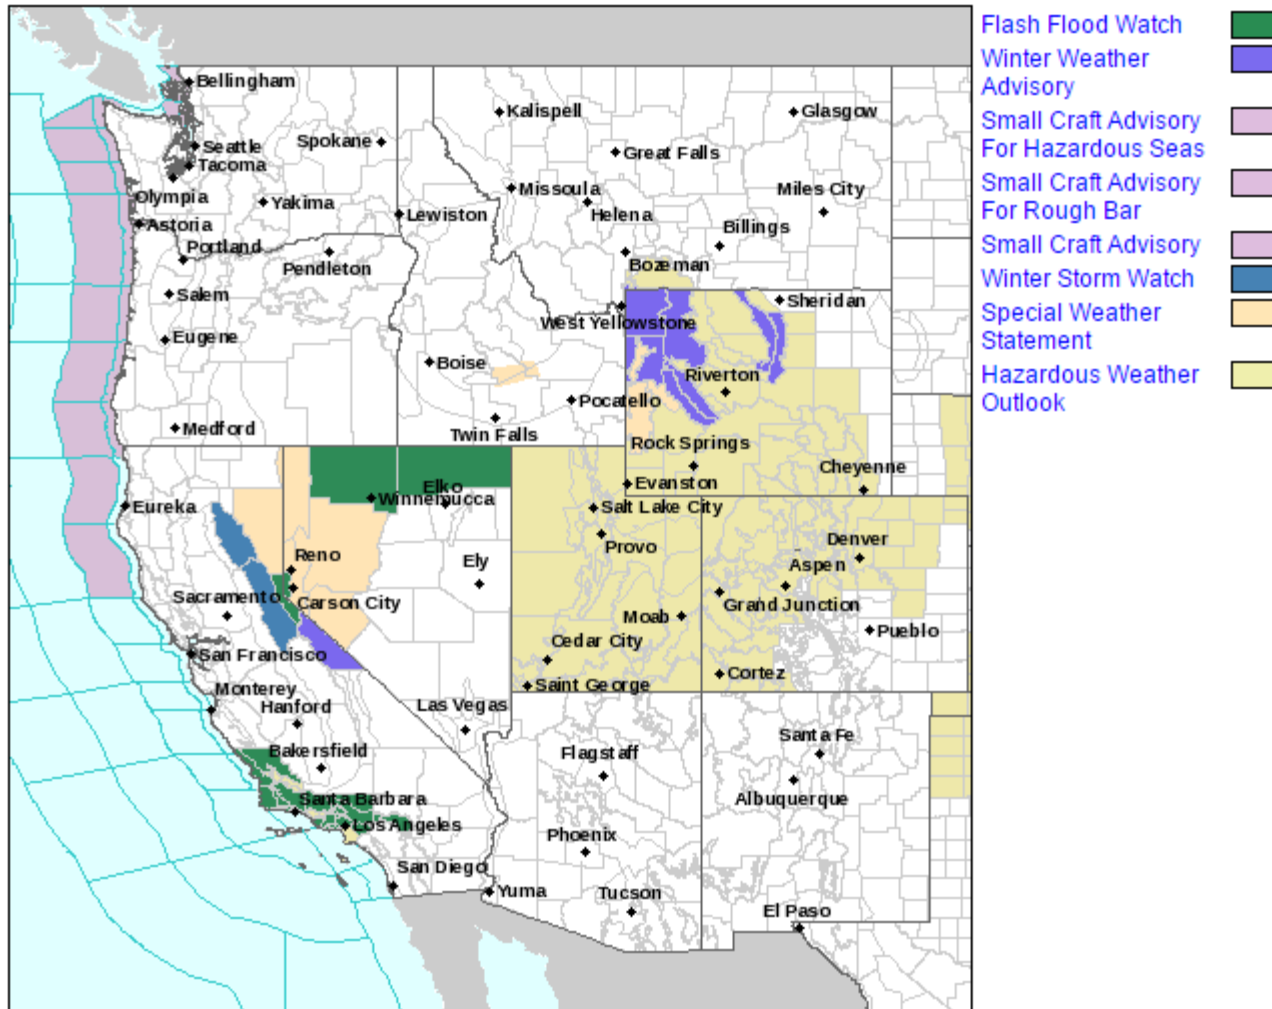 Flash Flood Watch
Winter Weather
Advisory
Small Craft Advisory
For Hazardous Seas
Small Craft Advisory
For Rough Bar
Small Craft Advisory
Winter Storm Watch
Special Weather
Statement
Hazardous Weather
Outlook
Bellingham
Kalispell
Glasgow
Seattle
Spokane
Great Falls
Tacoma
Olympia
Yakima
Missoula
Miles City
Astoria
Lewiston
Helena
Billings
Portland
Pendleton
Bozeman
Salem
Sheridan
West Yellowstone
Eugene
Boise
Riverton
Pocatello
Medford
Twin Falls
Rock Springs
Cheyenne
Elko
Evanston
Winnemucca
Eureka
Salt Lake City
Reno
Provo
Denver
Ely
Aspen
Sacramento
Carson City
Grand Junction
Moab
Pueblo
San Francisco
Cedar City
Cortez
Saint George
Monterey
Hanford
Las Vegas
Bakersfield
Flagstaff
Santa Fe
Santa Barbara
Albuquerque
Los Angeles
Phoenix
San Diego
Yuma
Tucson
El Paso